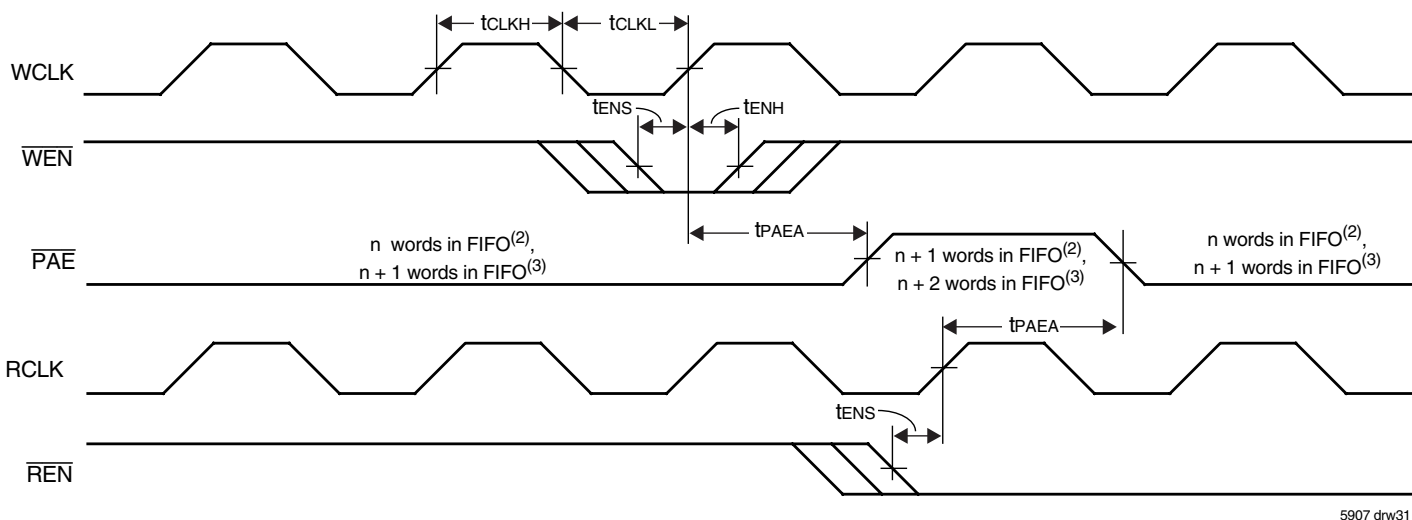 tCLKH tCLKL
WCLK
tENS tENH
WEN
tPAEA
PAE
n words in FIFO(2),
n + 1 words in FIFO(3)
n + 1 words in FIFO(2),
n + 2 words in FIFO(3)
n words in FIFO(2),
n + 1 words in FIFO(3)
tPAEA
RCLK
tENS
REN
5907 drw31